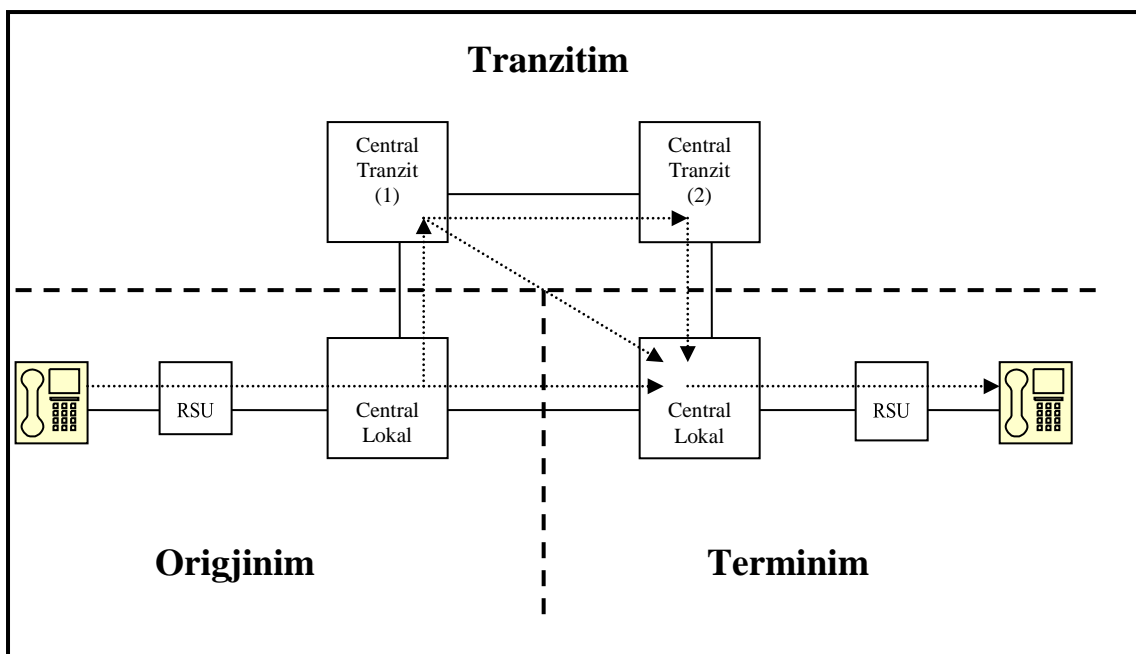 Tranzitim
Central
Tranzit
(1)
Central
Tranzit
(2)
RSU
Central
Lokal
Central
Lokal
RSU
Origjinim
Terminim